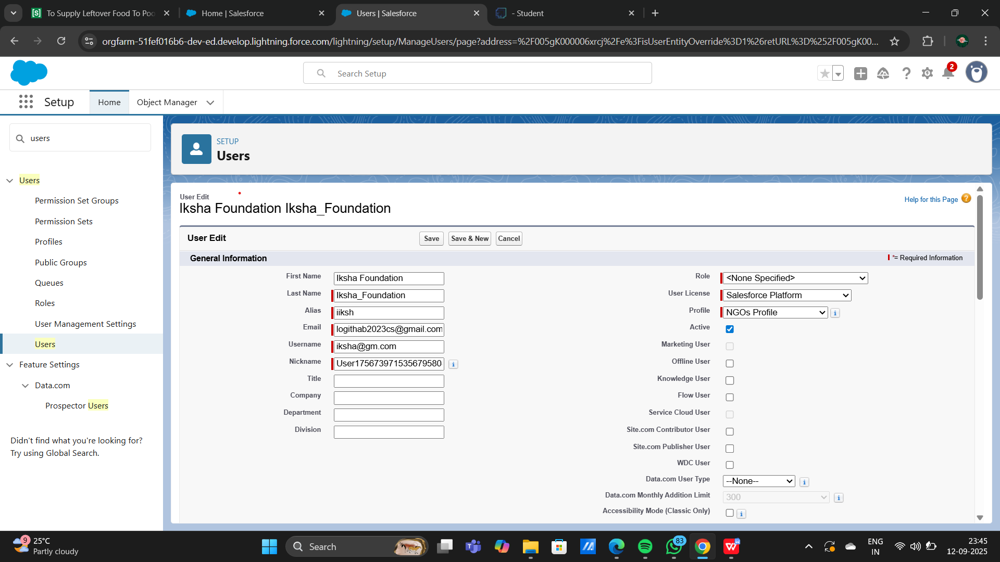 To Supply Leftover Food To Poo
Home | Salesforce
Users | Salesforce
- Student
orgfarm-51fef016b6-dev-ed.develop.lightning.force.com/lightning/setup/ManageUsers/page?address=%2F005gK000006xrcj%2Fe%3FisUserEntityOverride%3D1%26retURL%3D%252F005gK00...
Search Setup
2
Setup
Home
Object Manager
users
Users
Permission Set Groups
Permission Sets
Profiles
Public Groups
Queues
Roles
User Management Settings
Users
Feature Settings
Data.com
Prospector Users
Didn't find what you're looking for?
Try using Global Search.
SETUP
Users
User Edit
Iksha Foundation Iksha_Foundation
Help for this Page ?
User Edit
Save
Save & New
Cancel
General Information
*= Required Information
First Name Iksha Foundation
Last Name Iksha_Foundation
Alias iiksh
Email logithab2023cs@gmail.com
Username iksha@gm.com
Nickname User175673971535679580
Title
Company
Department
Division
Role <None Specified>
User License Salesforce Platform
Profile NGOs Profile
Active
Marketing User
Offline User
Knowledge User
Flow User
Service Cloud User
Site.com Contributor User
Site.com Publisher User
WDC User
Data.com User Type --None--
Data.com Monthly Addition Limit 300
Accessibility Mode (Classic Only)
9
25°C
Partly cloudy
Search
83
ENG
IN
23:45
12-09-2025